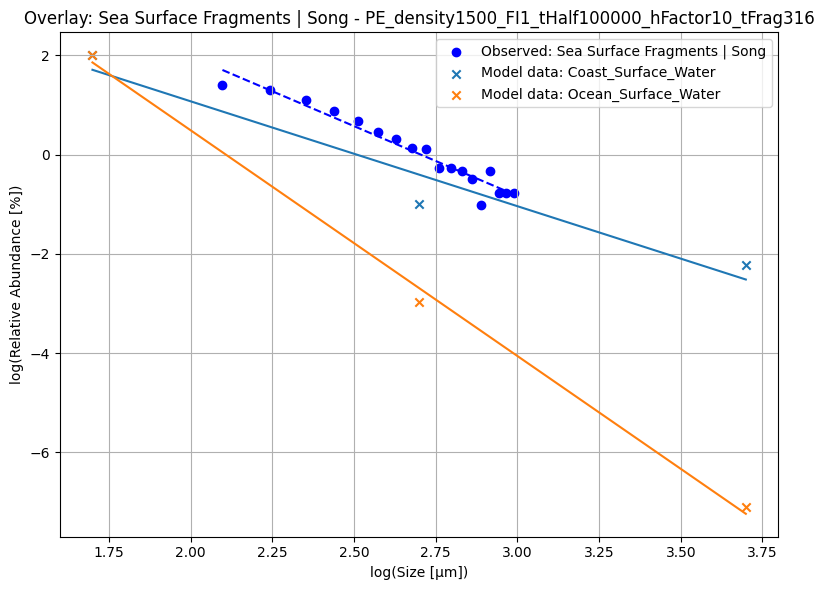 Overlay: Sea Surface Fragments | Song - PE_density1500_FI1_tHalf100000_hFactor10_tFrag316
Observed: Sea Surface Fragments | Song
Model data: Coast_Surface_Water
Model data: Ocean_Surface_Water
log(Relative Abundance [%])
2
0
−2
−4
−6
1.75 2.00 2.25 2.50 2.75 3.00 3.25 3.50 3.75
log(Size [μm])